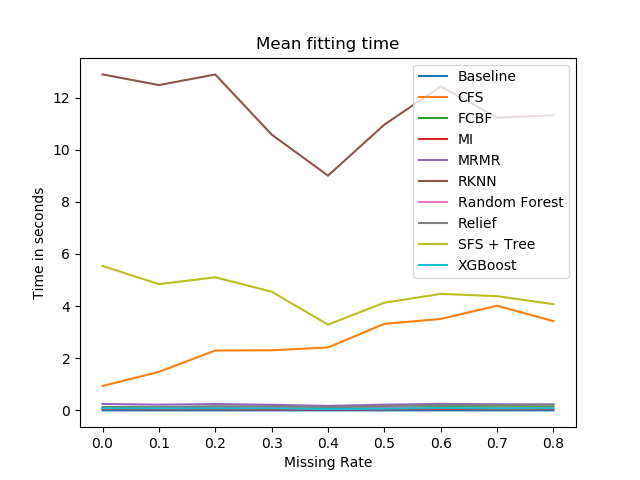 Mean fitting time
Time in seconds
12
10
8
6
4
2
0
Baseline
CFS
FCBF
MI
MRMR
RKNN
Random Forest
Relief
SFS + Tree
XGBoost
0.0 0.1 0.2 0.3 0.4 0.5 0.6 0.7 0.8
Missing Rate